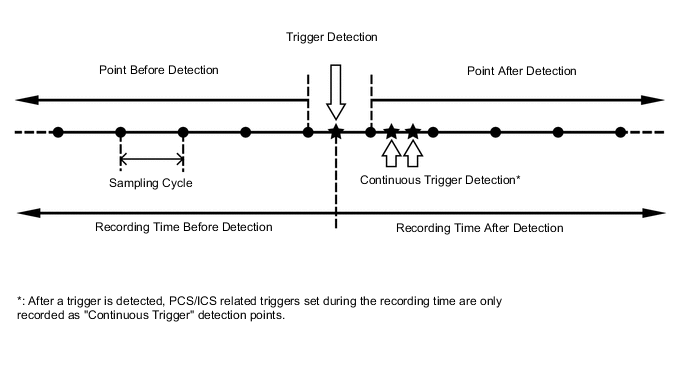 Trigger Detection
Point Before Detection
Point After Detection
Sampling Cycle
Continuous Trigger Detection*
Recording Time Before Detection
Recording Time After Detection
*: After a trigger is detected, PCS/ICS related triggers set during the recording time are only
recorded as "Continuous Trigger" detection points.